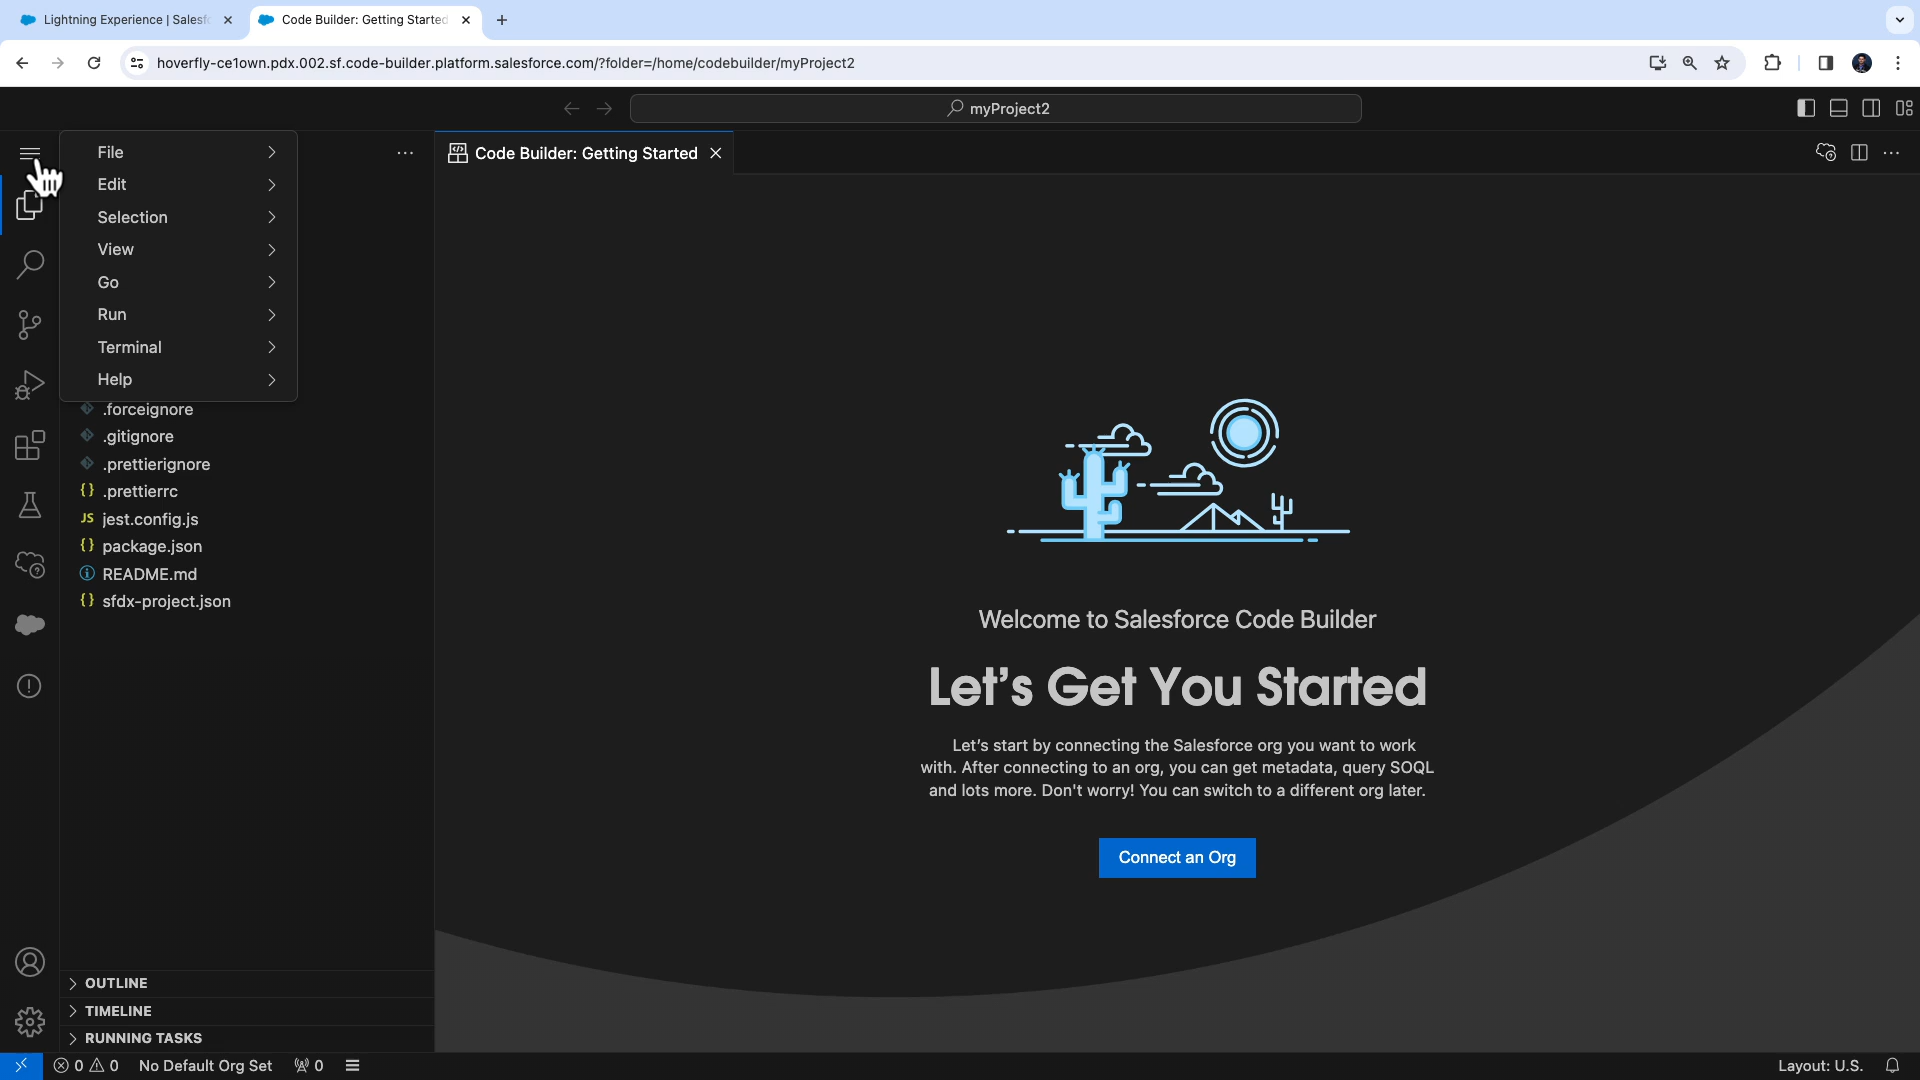 Lightning Experience | Salesf
Code Builder: Getting Started
hoverfly-ce1own.pdx.002.sf.code-builder.platform.salesforce.com/?folder=/home/codebuilder/myProject2
myProject2
File
Edit
Selection
View
Go
Run
Terminal
Help
Code Builder: Getting Started
.forceignore
.gitignore
.prettierignore
{} .prettierrc
JS jest.config.js
{} package.json
README.md
{} sfdx-project.json
Welcome to Salesforce Code Builder
Let's Get You Started
Let's start by connecting the Salesforce org you want to work
with. After connecting to an org, you can get metadata, query SOQL
and lots more. Don't worry! You can switch to a different org later.
Connect an Org
OUTLINE
TIMELINE
RUNNING TASKS
0 0 No Default Org Set 0
Layout: U.S.